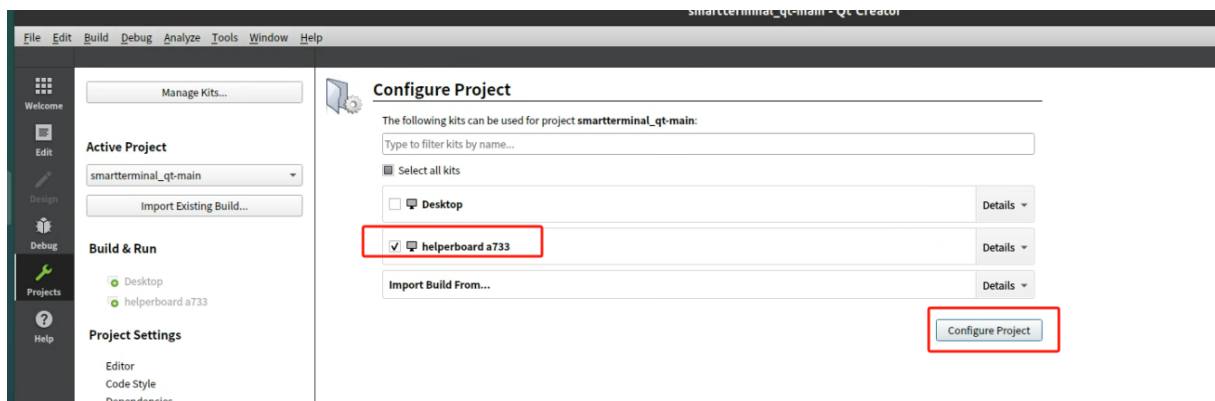 smartterminal_qt-main - Qt Creator
File Edit Build Debug Analyze Tools Window Help
Welcome
Edit
Design
Debug
Projects
Help
Manage Kits...
Active Project
smartterminal_qt-main
Import Existing Build...
Build & Run
Desktop
helperboard a733
Project Settings
Editor
Code Style
Dependencies
Configure Project
The following kits can be used for project smartterminal_qt-main:
Type to filter kits by name...
Select all kits
Desktop
Details
helperboard a733
Details
Import Build From...
Details
Configure Project